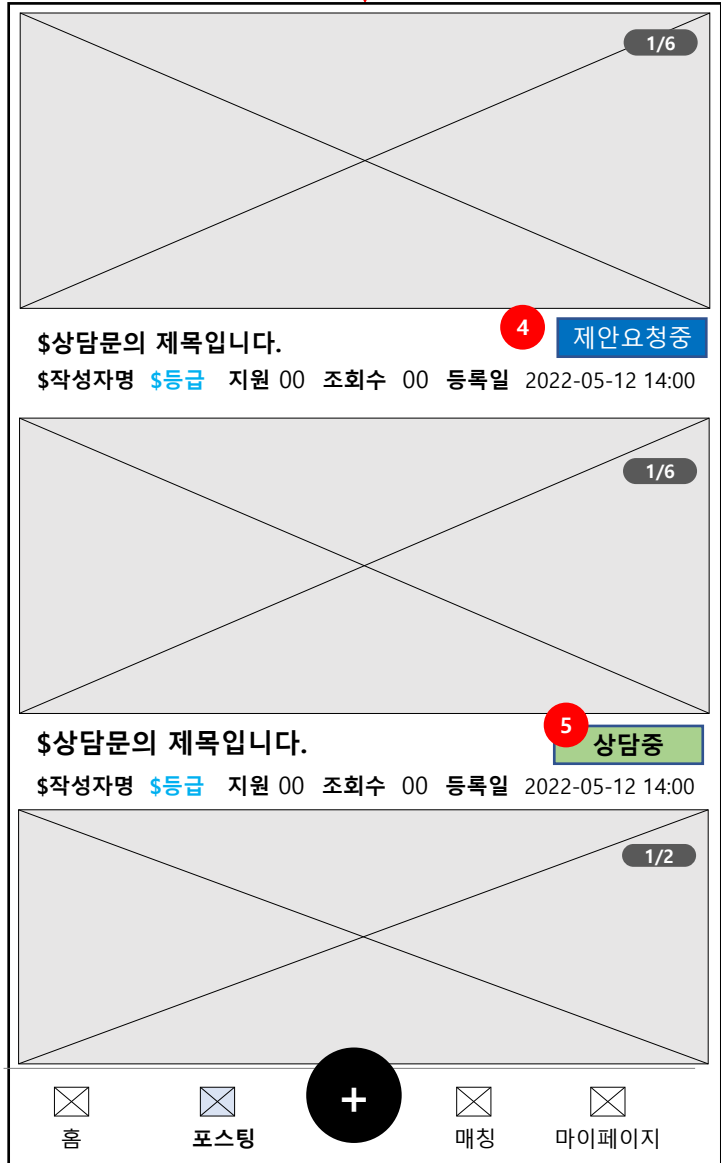 1/6
4
제안요청중
$상담문의 제목입니다.
$작성자명 $등급 지원 00 조회수 00 등록일 2022-05-12 14:00
1/6
5
상담중
$상담문의 제목입니다.
$작성자명 $등급 지원 00 조회수 00 등록일 2022-05-12 14:00
1/2
+
홈 포스팅 매칭 마이페이지